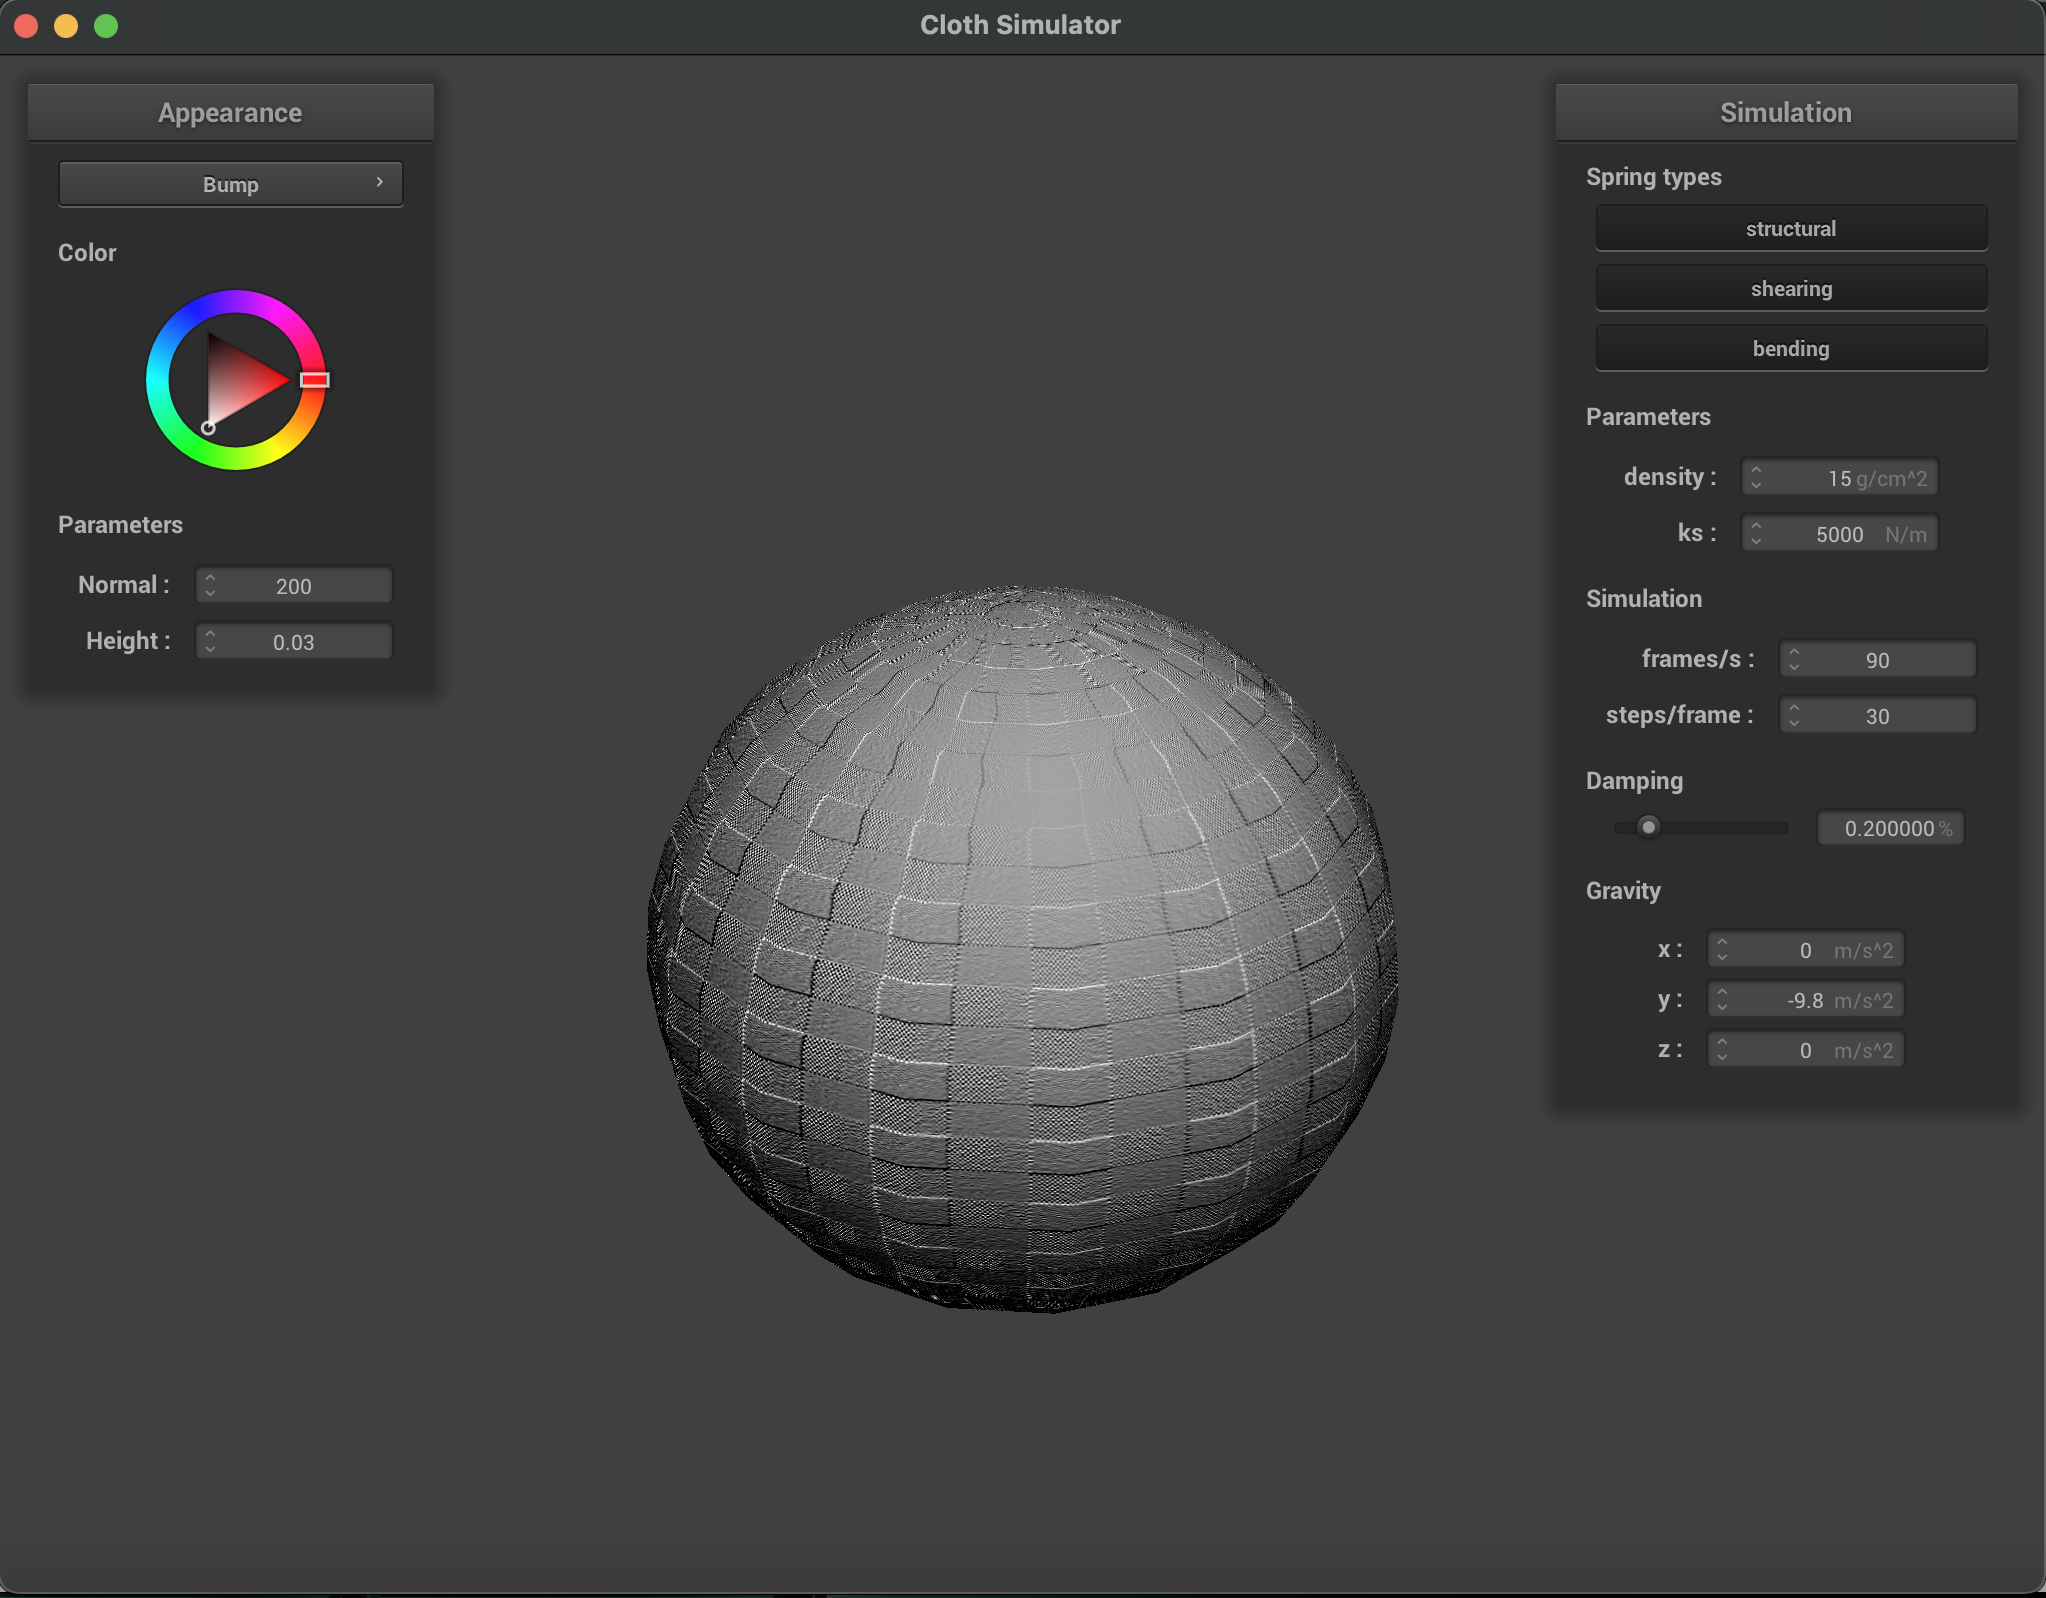 Cloth Simulator
Appearance
Bump
Color
Parameters
Normal : 200
Height : 0.03
Simulation
Spring types
structural
shearing
bending
Parameters
density : 15 g/cm^2
ks : 5000 N/m
Simulation
frames/s : 90
steps/frame : 30
Damping
0.200000 %
Gravity
x : 0 m/s^2
y : -9.8 m/s^2
z : 0 m/s^2